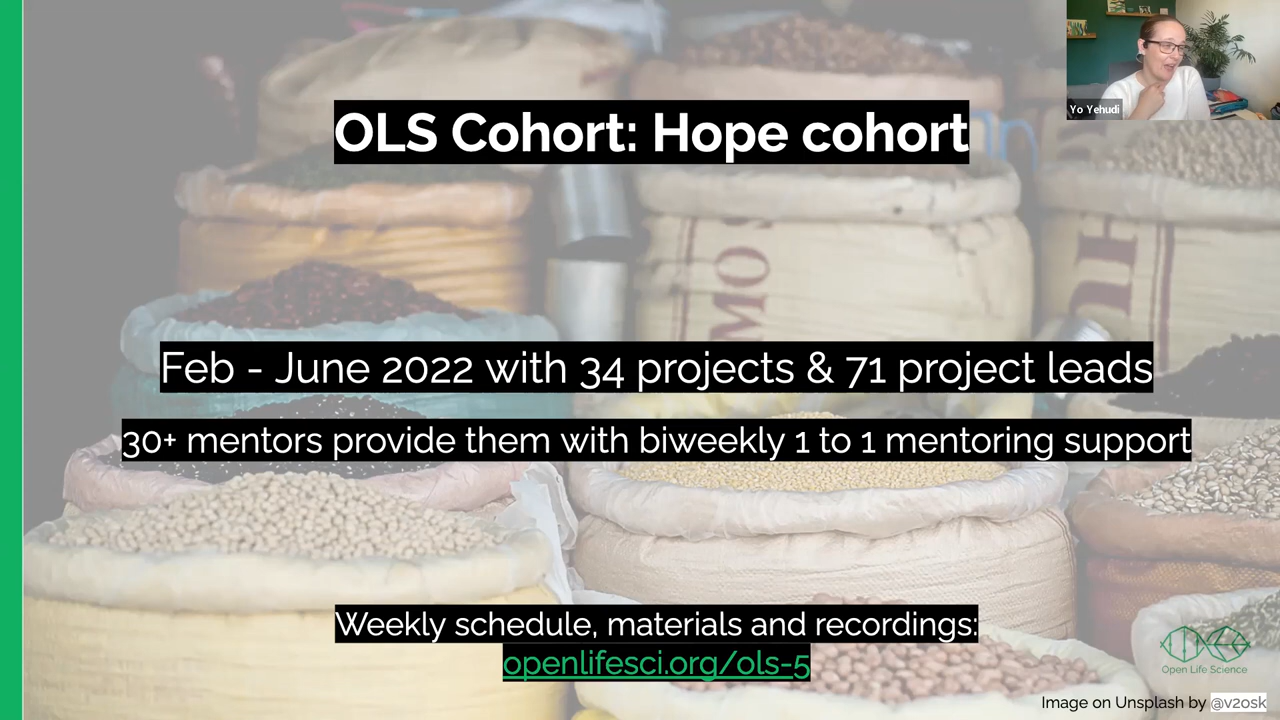 Yo Yehudi
OLS Cohort: Hope cohort
MO
Feb - June 2022 with 34 projects & 71 project leads
30+ mentors provide them with biweekly 1 to 1 mentoring support
Weekly schedule, materials and recordings:
openlifesci.org/ols-5
Open Life Science
Image on Unsplash by @v2osk